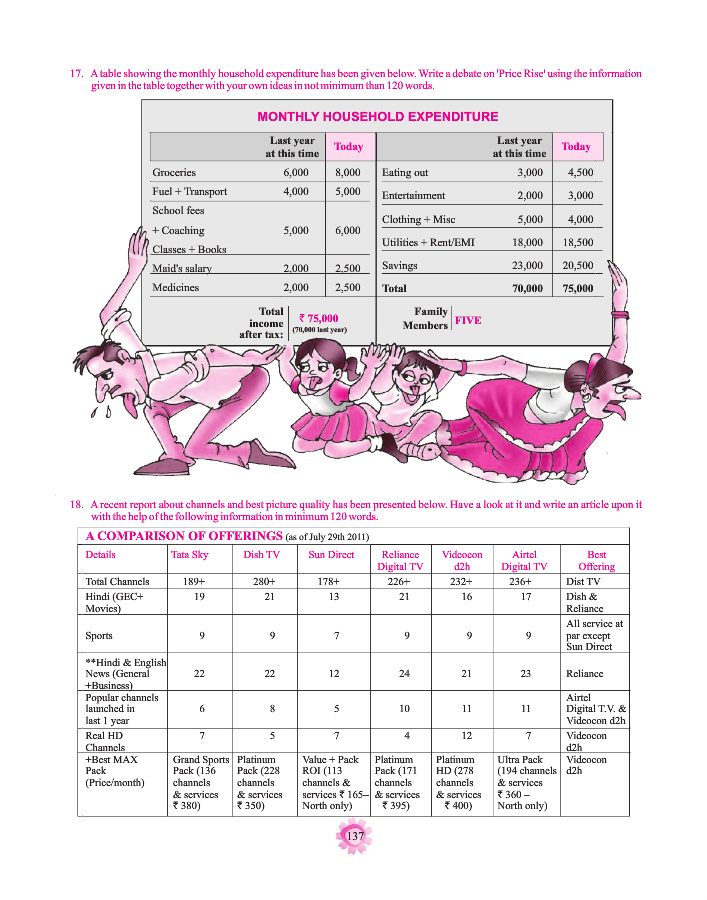 17. A table showing the monthly household expenditure has been given below. Write a debate on 'Price Rise' using the information
given in the table together with your own ideas in not minimum than 120 words.
MONTHLY HOUSEHOLD EXPENDITURE
Last year at this time Today Last year at this time Today
Groceries 6,000 8,000 Eating out 3,000 4,500
Fuel + Transport 4,000 5,000 Entertainment 2,000 3,000
School fees
+ Coaching 5,000 6,000 Clothing + Misc 5,000 4,000
Classes + Books Utilities + Rent/EMI 18,000 18,500
Maid's salary 2,000 2,500 Savings 23,000 20,500
Medicines 2,000 2,500 Total 70,000 75,000
Total
income
after tax:
₹ 75,000
(70,000 last year)
Family
Members
FIVE
18. A recent report about channels and best picture quality has been presented below. Have a look at it and write an article upon it
with the help of the following information in minimum 120 words.
A COMPARISON OF OFFERINGS (as of July 29th 2011)
Details Tata Sky Dish TV Sun Direct Reliance Videocon Airtel Best
Digital TV d2h Digital TV Offering
Total Channels 189+ 280+ 178+ 226+ 232+ 236+ Dist TV
Hindi (GEC+ 19 21 13 21 16 17 Dish &
Movies) Reliance
All service at
Sports 9 9 7 9 9 9 par except
Sun Direct
**Hindi & English
News (General 22 22 12 24 21 23 Reliance
+Business)
Popular channels Airtel
launched in 6 8 5 10 11 11 Digital T.V. &
last 1 year Videocon d2h
Real HD 7 5 7 4 12 7 Videocon
Channels d2h
+Best MAX Grand Sports Platinum Value + Pack Platinum Platinum Ultra Pack Videocon
Pack Pack (136 Pack (228 ROI (113 Pack (171 HD (278 (194 channels d2h
(Price/month) channels channels channels & channels channels & services
& services & services services ₹ 165– & services & services ₹ 360 –
₹ 380) ₹ 350) North only) ₹ 395) ₹ 400) North only)
137